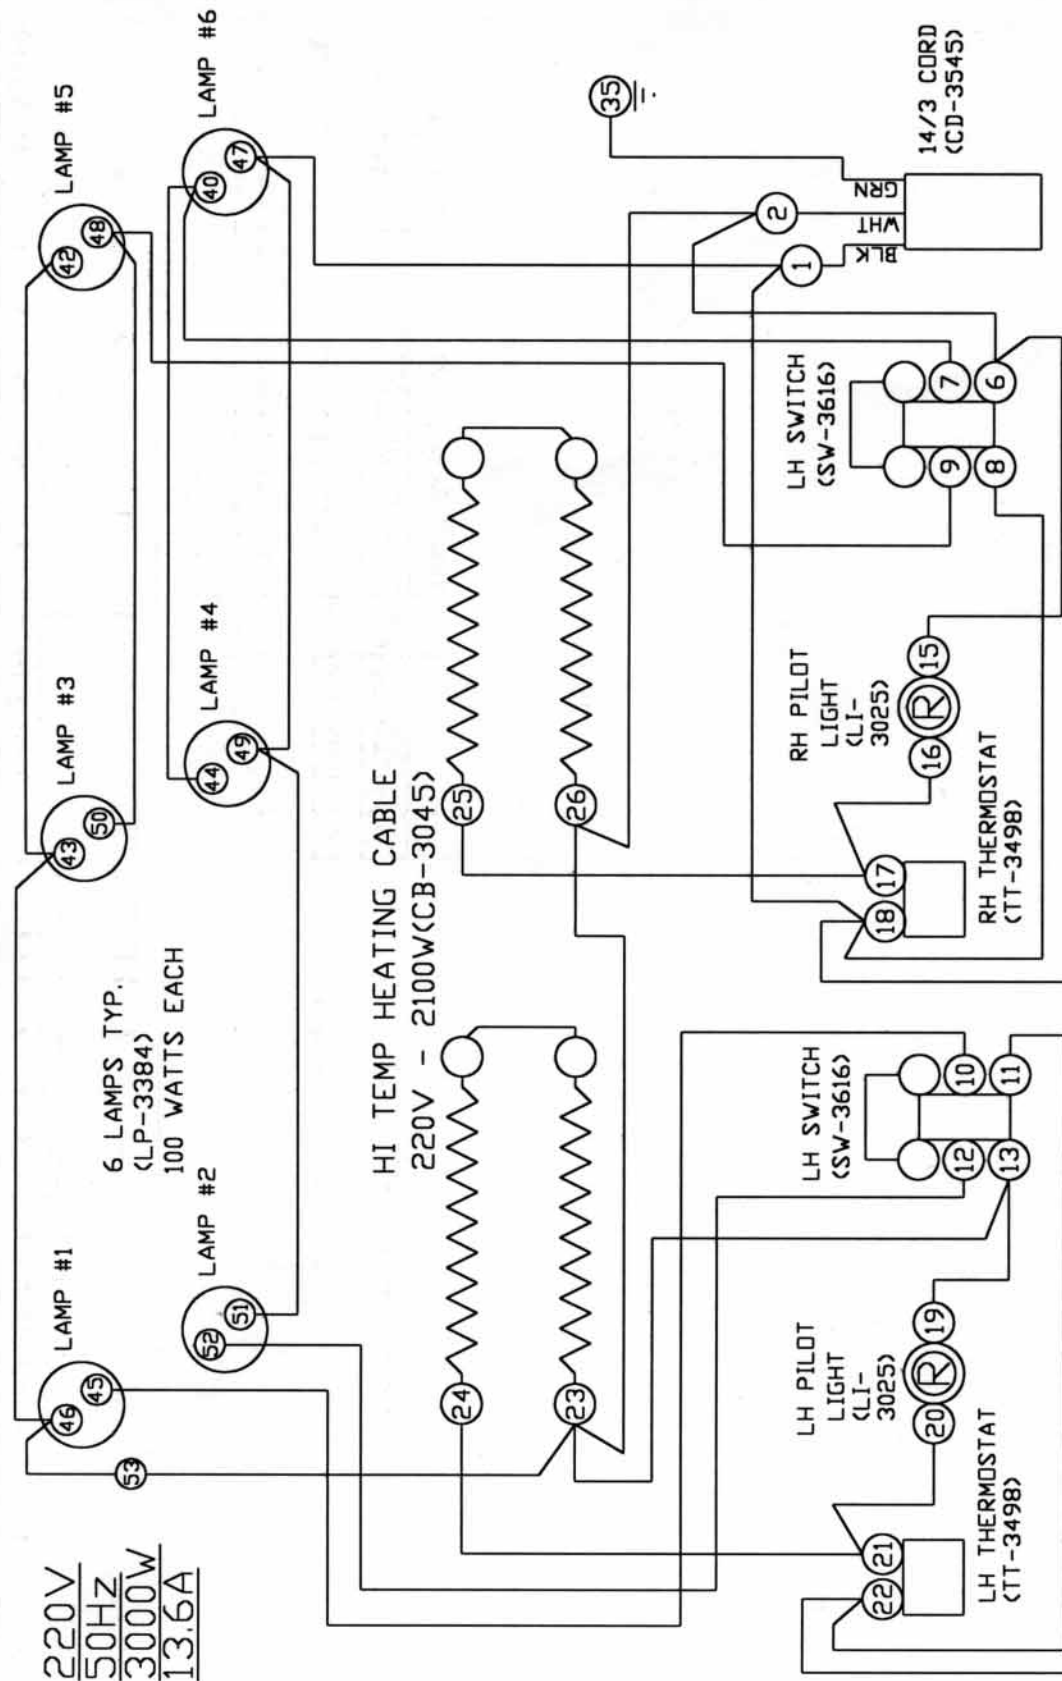 220V
50Hz
3000W
13.6A
LAMP #1
LAMP #2
LAMP #3
LAMP #4
LAMP #5
LAMP #6
46
45
53
52
51
43
50
44
49
42
48
40
47
6 LAMPS TYP.
(LP-3384)
100 WATTS EACH
HI TEMP HEATING CABLE
220V - 2100W(CB-3045)
24
23
25
26
35
14/3 CORD
(CD-3545)
GRN
WHT
BLK
2
1
LH SWITCH
(SW-3616)
9
7
8
6
RH PILOT
LIGHT
(LI-
3025)
16
R
15
18
17
RH THERMOSTAT
(TT-3498)
LH SWITCH
(SW-3616)
12
10
13
11
LH PILOT
LIGHT
(LI-
3025)
20
R
19
22
21
LH THERMOSTAT
(TT-3498)